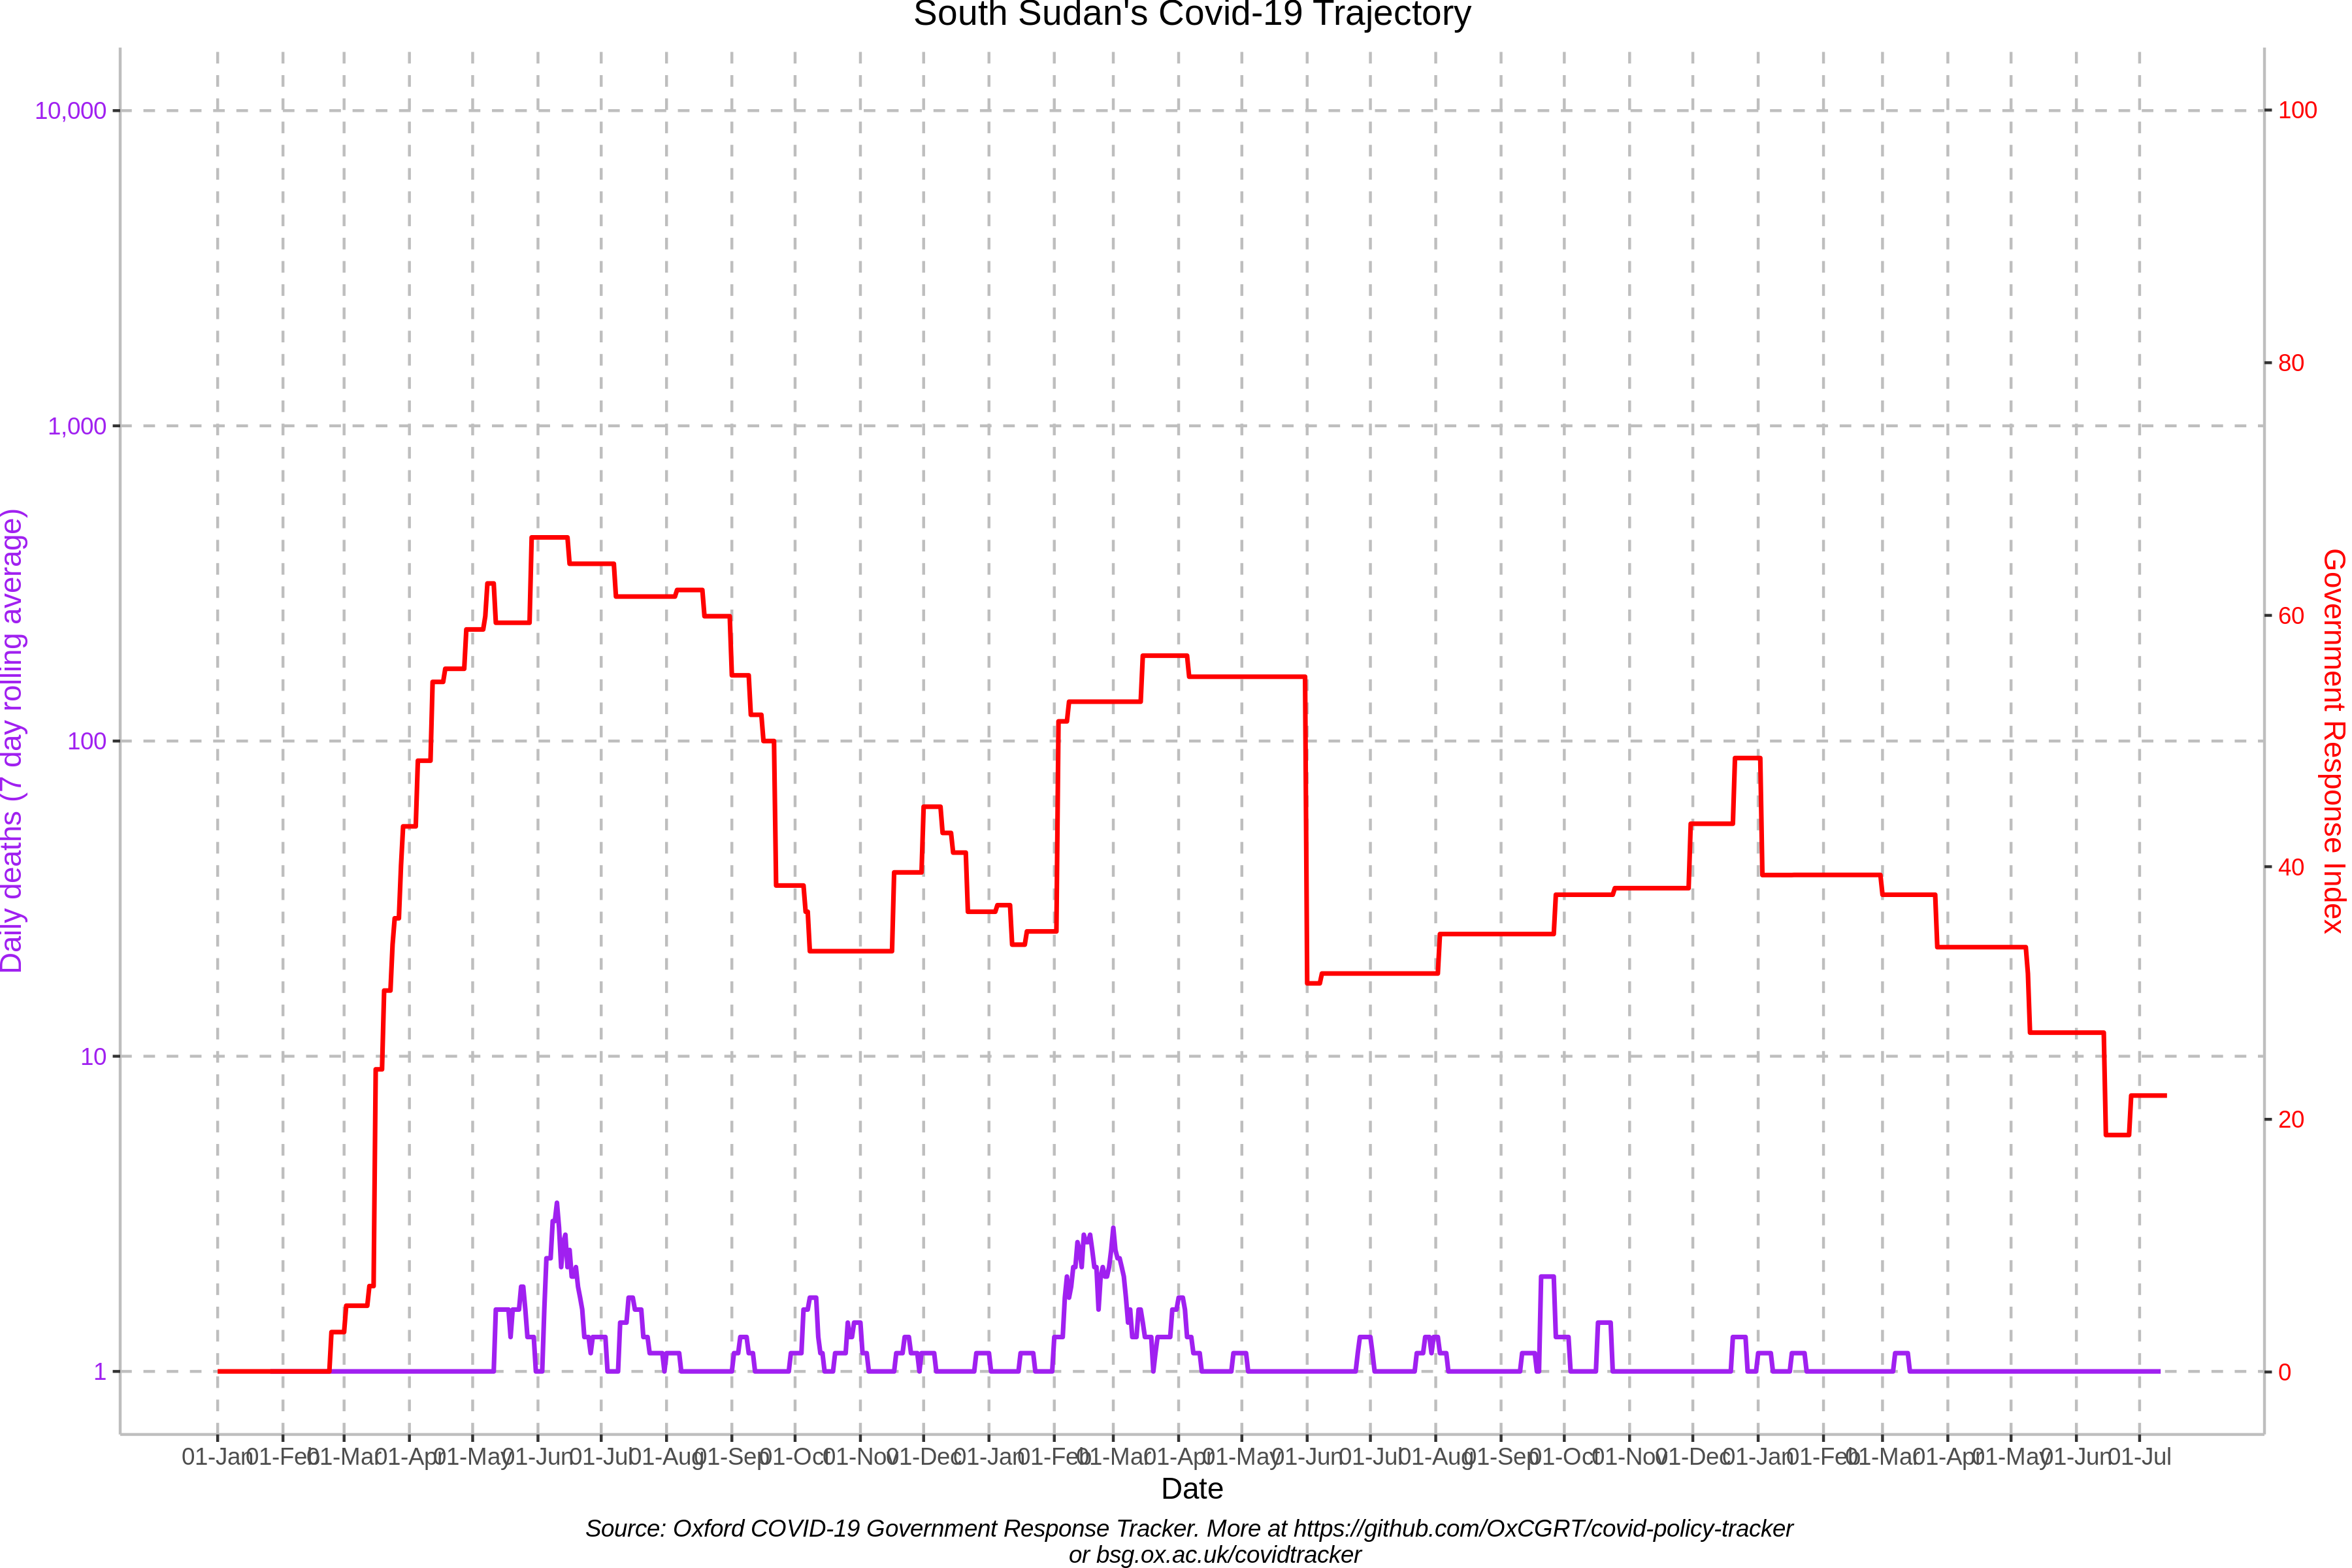 South Sudan's Covid-19 Trajectory
10,000
1,000
100
10
1
Daily deaths (7 day rolling average)
100
80
60
40
20
0
Government Response Index
01-Jan 01-Feb 01-Mar 01-Apr 01-May 01-Jun 01-Jul 01-Aug 01-Sep 01-Oct 01-Nov 01-Dec 01-Jan 01-Feb 01-Mar 01-Apr 01-May 01-Jun 01-Jul 01-Aug 01-Sep 01-Oct 01-Nov 01-Dec 01-Jan 01-Feb 01-Mar 01-Apr 01-May 01-Jun 01-Jul
Date
Source: Oxford COVID-19 Government Response Tracker. More at https://github.com/OxCGRT/covid-policy-tracker
or bsg.ox.ac.uk/covidtracker